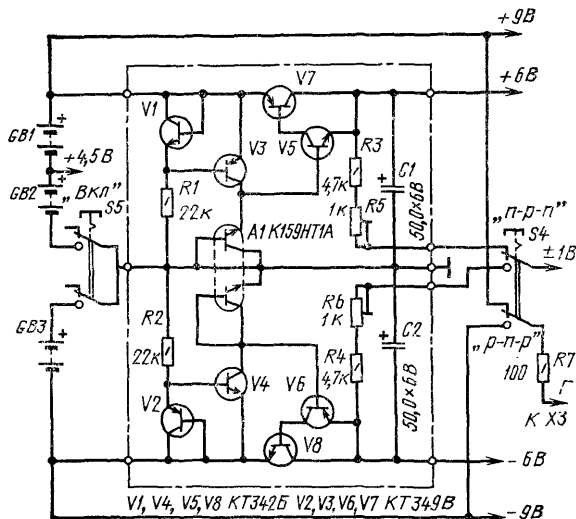 +9В
+6В
V7
V1
V5
V3
R3
4,7к
C1
50,0×6В
GB1
+4,5В
GB2
„Вкл”
S5
R1
22к
1к
R5
A1 К159НТ1А
„п-р-п”
S4
±1В
GB3
R2
22к
R6
1к
C2
50,0×6В
„р-п-р”
R7
100
V4
V6
R4
4,7к
V2
V8
К X3
-6В
V1, V4, V5, V8 КТ342Б V2, V3, V6, V7 КТ349В
-9В